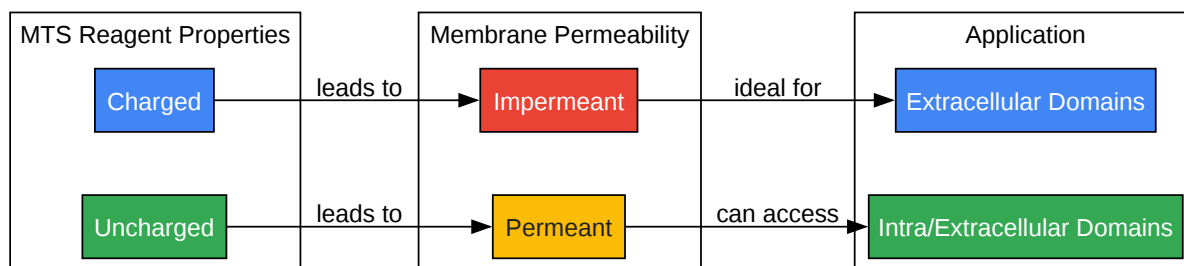 MTS Reagent Properties
Membrane Permeability
Application
Charged
leads to
Impermeant
ideal for
Extracellular Domains
Uncharged
leads to
Permeant
can access
Intra/Extracellular Domains